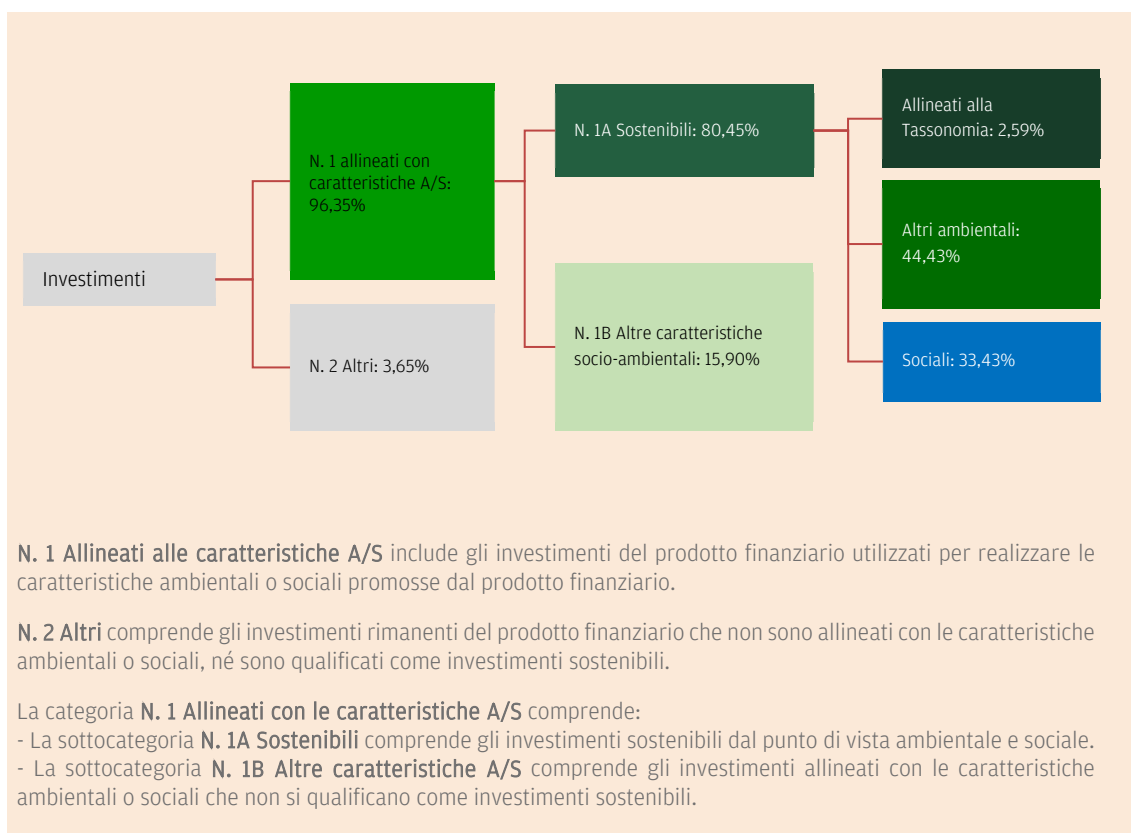 Investimenti
N. 1 allineati con
caratteristiche A/S:
96,35%
N. 2 Altri: 3,65%
N. 1A Sostenibili: 80,45%
N. 1B Altre caratteristiche
socio-ambientali: 15,90%
Allineati alla
Tassonomia: 2,59%
Altri ambientali:
44,43%
Sociali: 33,43%
N. 1 Allineati alle caratteristiche A/S include gli investimenti del prodotto finanziario utilizzati per realizzare le
caratteristiche ambientali o sociali promosse dal prodotto finanziario.
N. 2 Altri comprende gli investimenti rimanenti del prodotto finanziario che non sono allineati con le caratteristiche
ambientali o sociali, né sono qualificati come investimenti sostenibili.
La categoria N. 1 Allineati con le caratteristiche A/S comprende:
- La sottocategoria N. 1A Sostenibili comprende gli investimenti sostenibili dal punto di vista ambientale e sociale.
- La sottocategoria N. 1B Altre caratteristiche A/S comprende gli investimenti allineati con le caratteristiche
ambientali o sociali che non si qualificano come investimenti sostenibili.